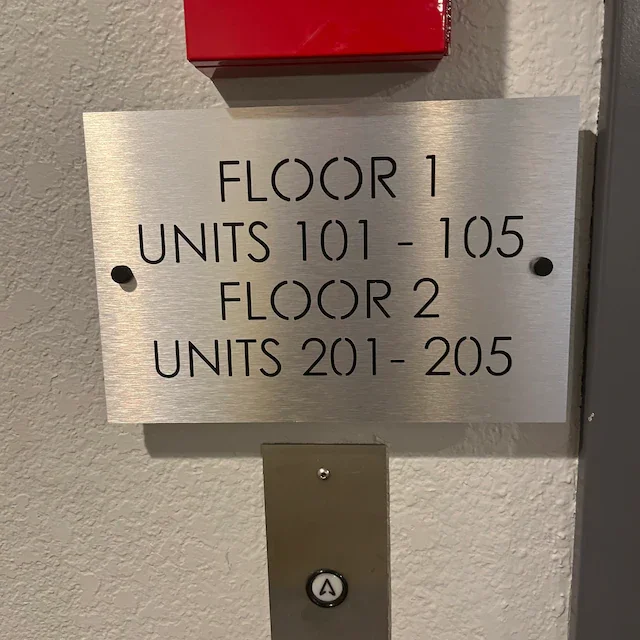 FLOOR 1
UNITS 101 - 105
FLOOR 2
UNITS 201- 205